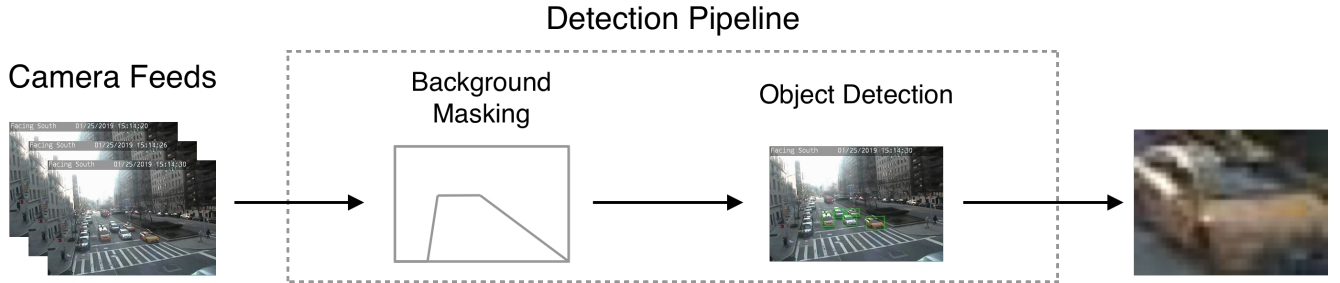 Detection Pipeline
Camera Feeds
Background
Masking
Object Detection
Facing South 01/25/2019 15:14:20
Facing South 01/25/2019 15:14:26
Facing South 01/25/2019 15:14:30
Facing South 01/25/2019 15:14:30